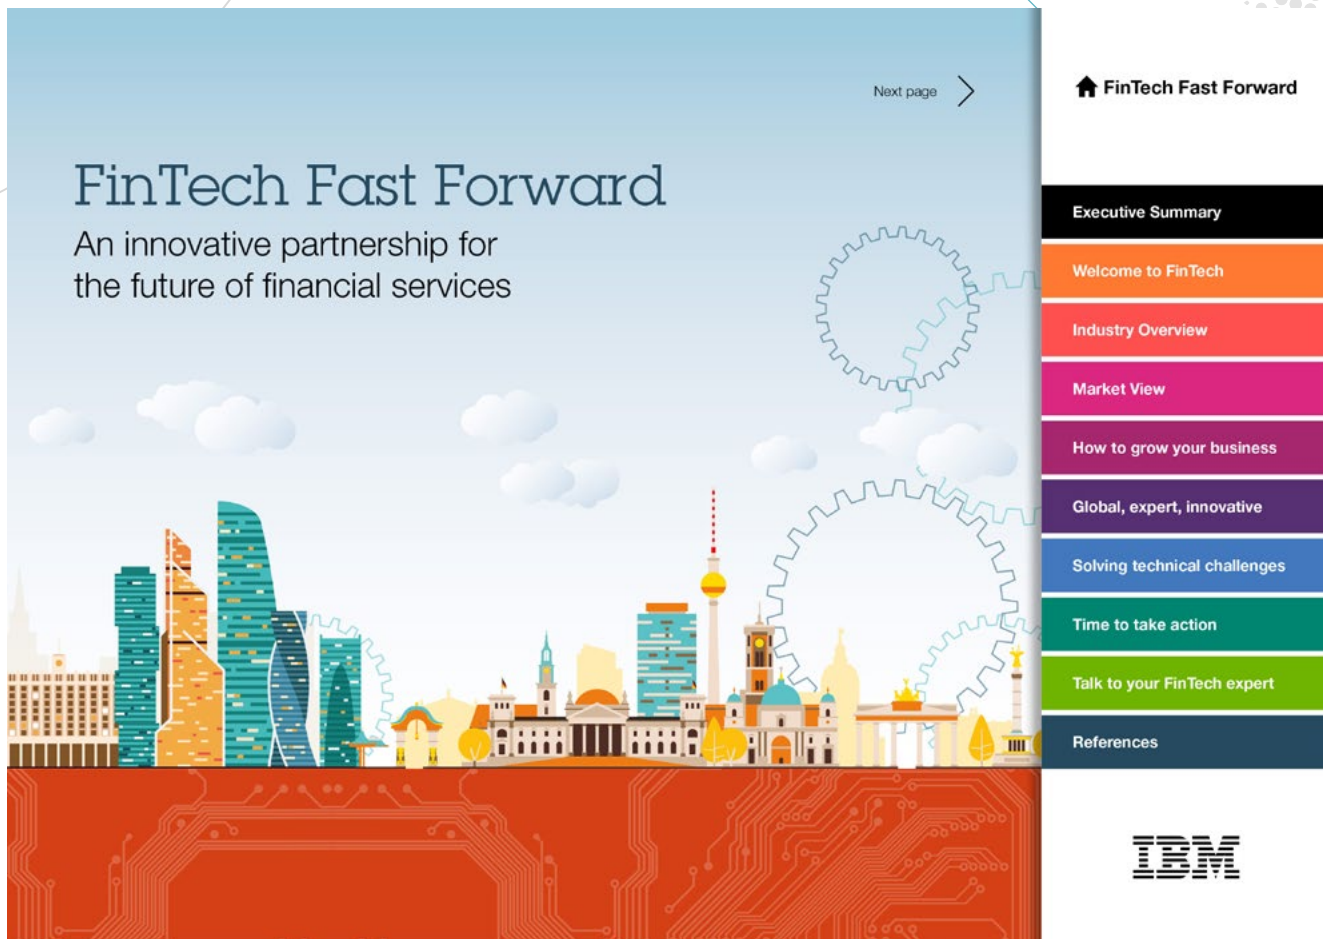 Next page
FinTech Fast Forward
An innovative partnership for
the future of financial services
FinTech Fast Forward
Executive Summary
Welcome to FinTech
Industry Overview
Market View
How to grow your business
Global, expert, innovative
Solving technical challenges
Time to take action
Talk to your FinTech expert
References
IBM